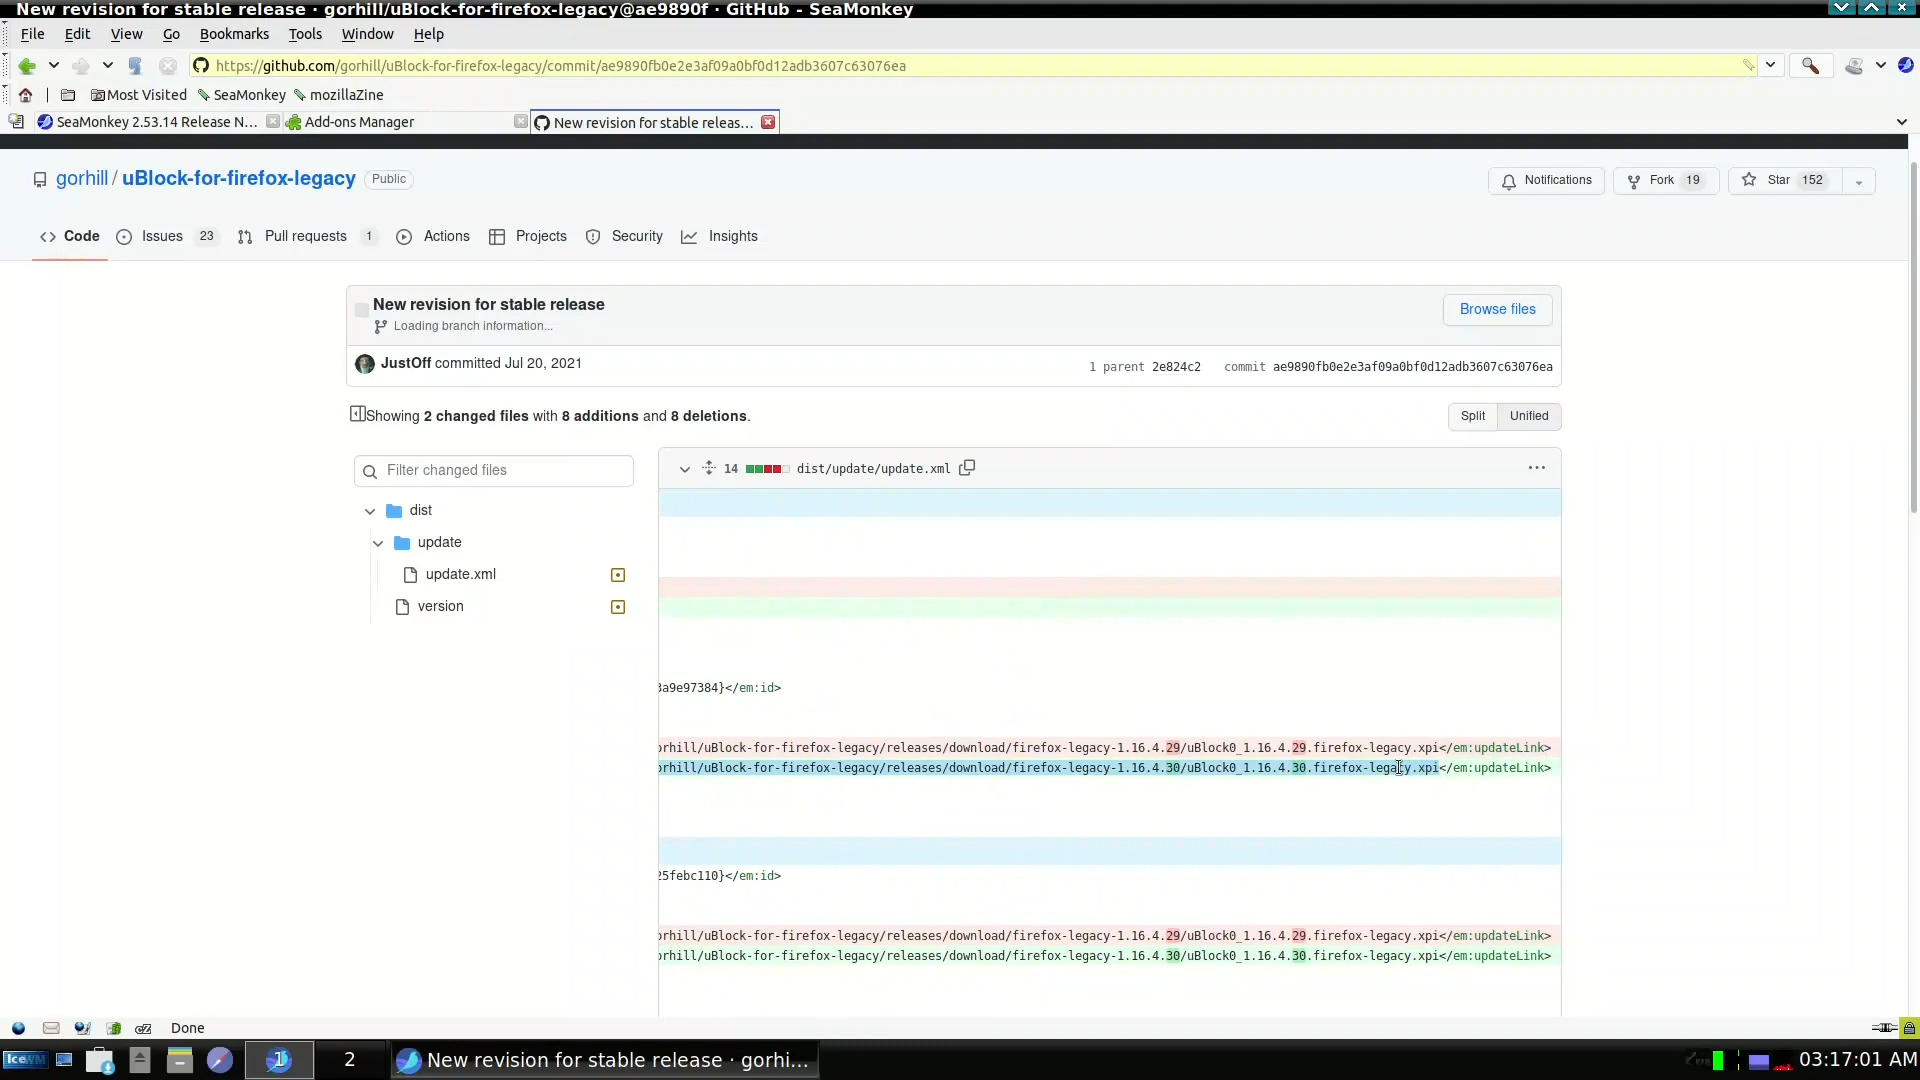 New revision for stable release · gorhill/uBlock-for-firefox-legacy@ae9890f · GitHub - SeaMonkey
File Edit View Go Bookmarks Tools Window Help
https://github.com/gorhill/uBlock-for-firefox-legacy/commit/ae9890fb0e2e3af09a0bf0d12adb3607c63076ea
Most Visited SeaMonkey mozillaZine
SeaMonkey 2.53.14 Release N... Add-ons Manager New revision for stable releas...
gorhill / uBlock-for-firefox-legacy Public
Notifications Fork 19 Star 152
Code Issues 23 Pull requests 1 Actions Projects Security Insights
New revision for stable release
Browse files
Loading branch information...
JustOff committed Jul 20, 2021
1 parent 2e824c2 commit ae9890fb0e2e3af09a0bf0d12adb3607c63076ea
Showing 2 changed files with 8 additions and 8 deletions.
Split Unified
Filter changed files
14 dist/update/update.xml
dist
update
update.xml
version
3a9e97384}</em:id>
orhill/uBlock-for-firefox-legacy/releases/download/firefox-legacy-1.16.4.29/uBlock0_1.16.4.29.firefox-legacy.xpi</em:updateLink>
orhill/uBlock-for-firefox-legacy/releases/download/firefox-legacy-1.16.4.30/uBlock0_1.16.4.30.firefox-legacy.xpi</em:updateLink>
25febc110}</em:id>
orhill/uBlock-for-firefox-legacy/releases/download/firefox-legacy-1.16.4.29/uBlock0_1.16.4.29.firefox-legacy.xpi</em:updateLink>
orhill/uBlock-for-firefox-legacy/releases/download/firefox-legacy-1.16.4.30/uBlock0_1.16.4.30.firefox-legacy.xpi</em:updateLink>
Done
IceWM 1 2 New revision for stable release · gorhi... 03:17:01 AM